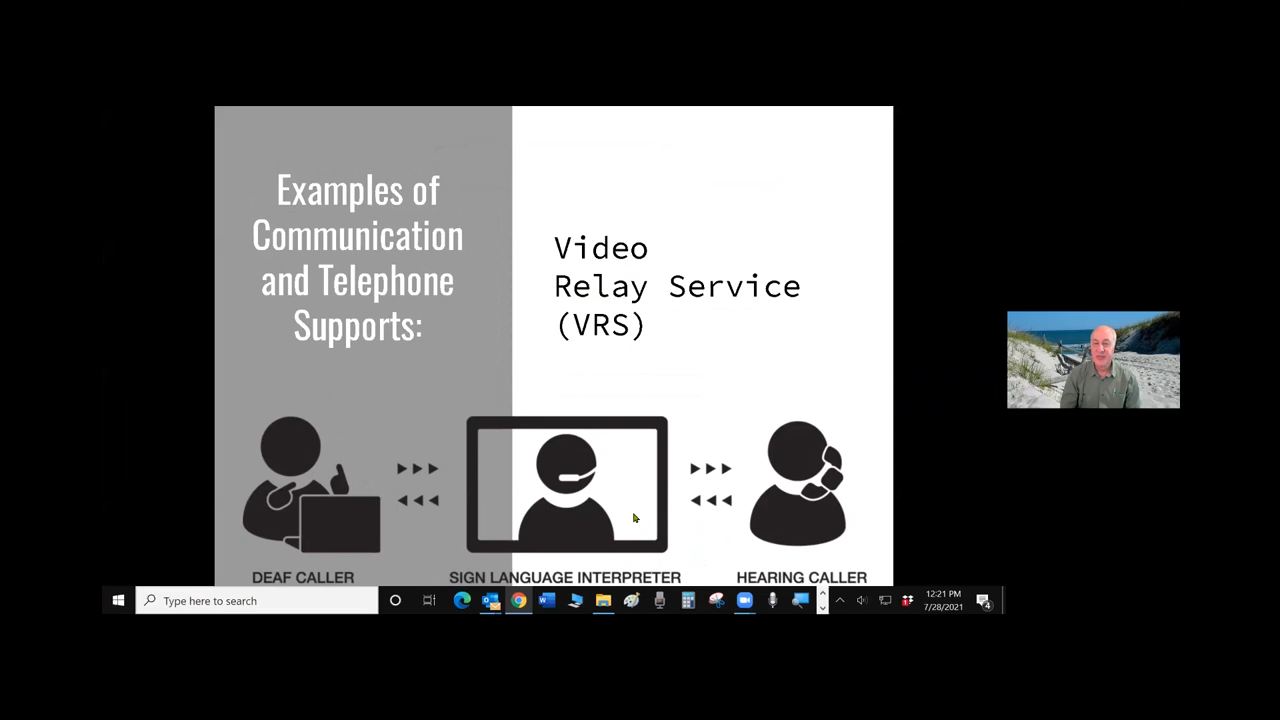 Examples of
Communication
and Telephone
Supports:
Video
Relay Service
(VRS)
DEAF CALLER
SIGN LANGUAGE INTERPRETER
HEARING CALLER
Type here to search
12:21 PM
7/28/2021
4